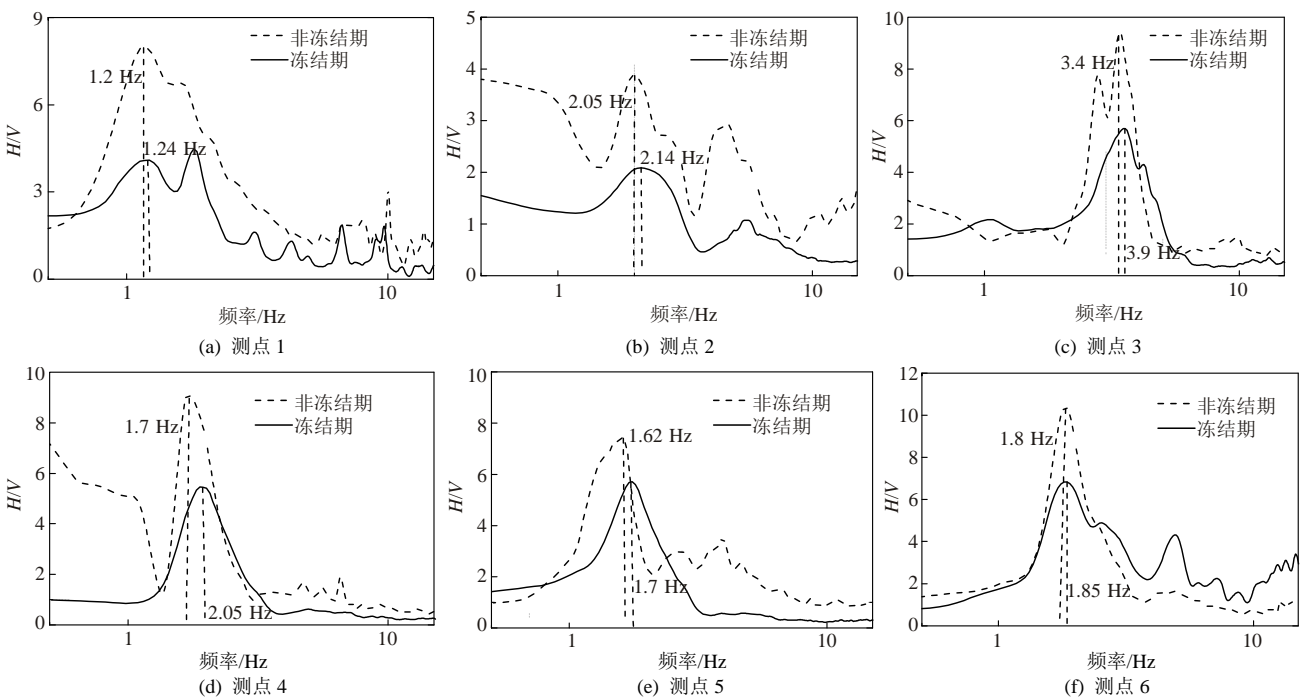 9
6
3
0
H/V
1.2 Hz
1.24 Hz
非冻结期
冻结期
1
10
频率/Hz
(a) 测点 1
5
4
3
2
1
0
H/V
2.05 Hz
2.14 Hz
非冻结期
冻结期
1
10
频率/Hz
(b) 测点 2
10
8
6
4
2
0
H/V
3.4 Hz
3.9 Hz
非冻结期
冻结期
1
10
频率/Hz
(c) 测点 3
10
8
6
4
2
0
H/V
1.7 Hz
2.05 Hz
非冻结期
冻结期
1
10
频率/Hz
(d) 测点 4
10
8
6
4
2
0
H/V
1.62 Hz
1.7 Hz
非冻结期
冻结期
1
10
频率/Hz
(e) 测点 5
12
10
8
6
4
2
0
H/V
1.8 Hz
1.85 Hz
非冻结期
冻结期
1
10
频率/Hz
(f) 测点 6